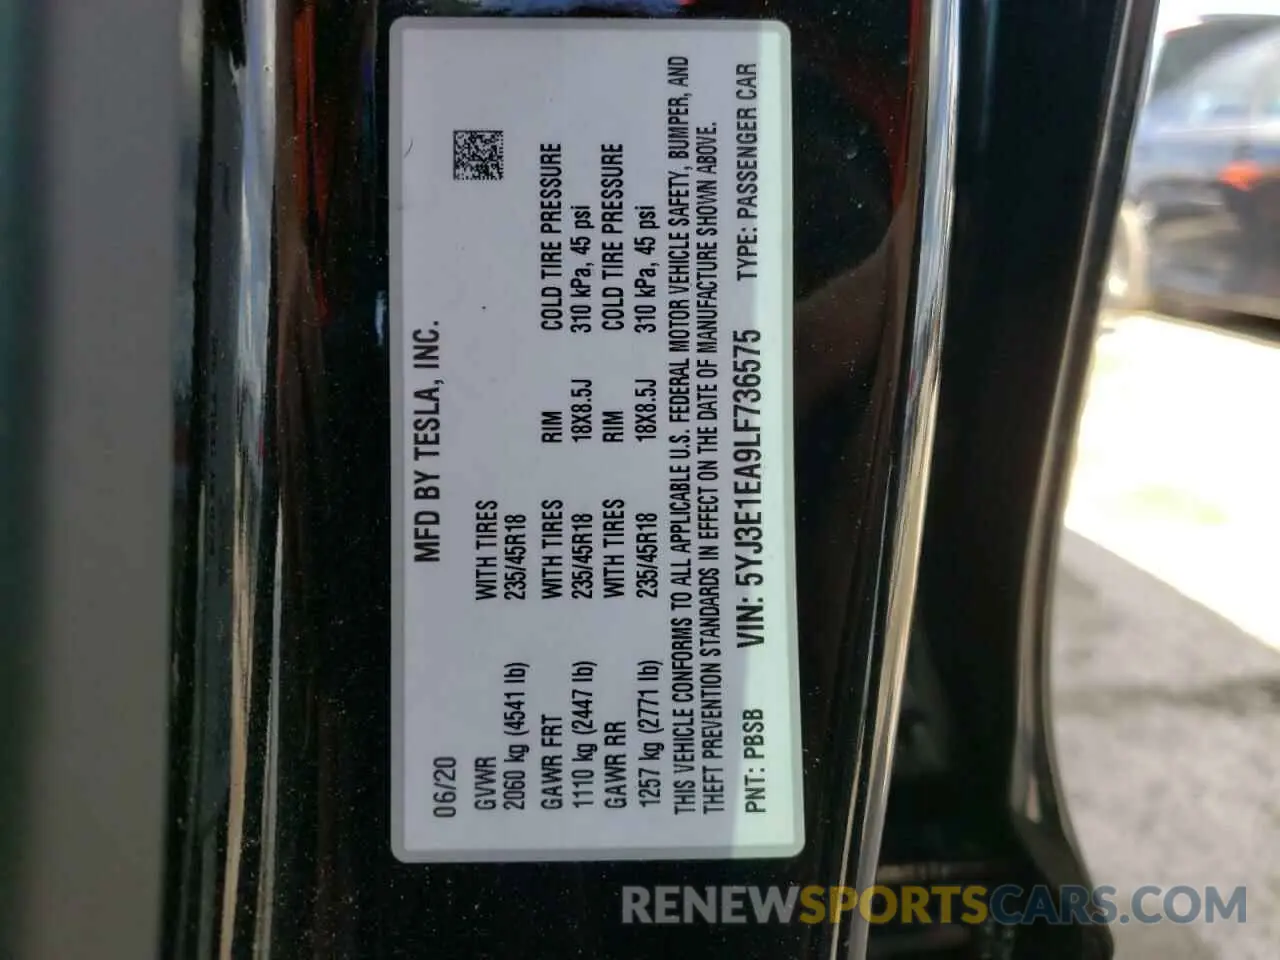 MFD BY TESLA, INC.
06/20
GVWR WITH TIRES
2060 kg (4541 lb) 235/45R18
GAWR FRT WITH TIRES RIM COLD TIRE PRESSURE
1110 kg (2447 lb) 235/45R18 18X8.5J 310 kPa, 45 psi
GAWR RR WITH TIRES RIM COLD TIRE PRESSURE
1257 kg (2771 lb) 235/45R18 18X8.5J 310 kPa, 45 psi
THIS VEHICLE CONFORMS TO ALL APPLICABLE U.S. FEDERAL MOTOR VEHICLE SAFETY, BUMPER, AND
THEFT PREVENTION STANDARDS IN EFFECT ON THE DATE OF MANUFACTURE SHOWN ABOVE.
PNT: PBSB VIN: 5YJ3E1EA9LF736575 TYPE: PASSENGER CAR
RENEWSPORTSCARS.COM